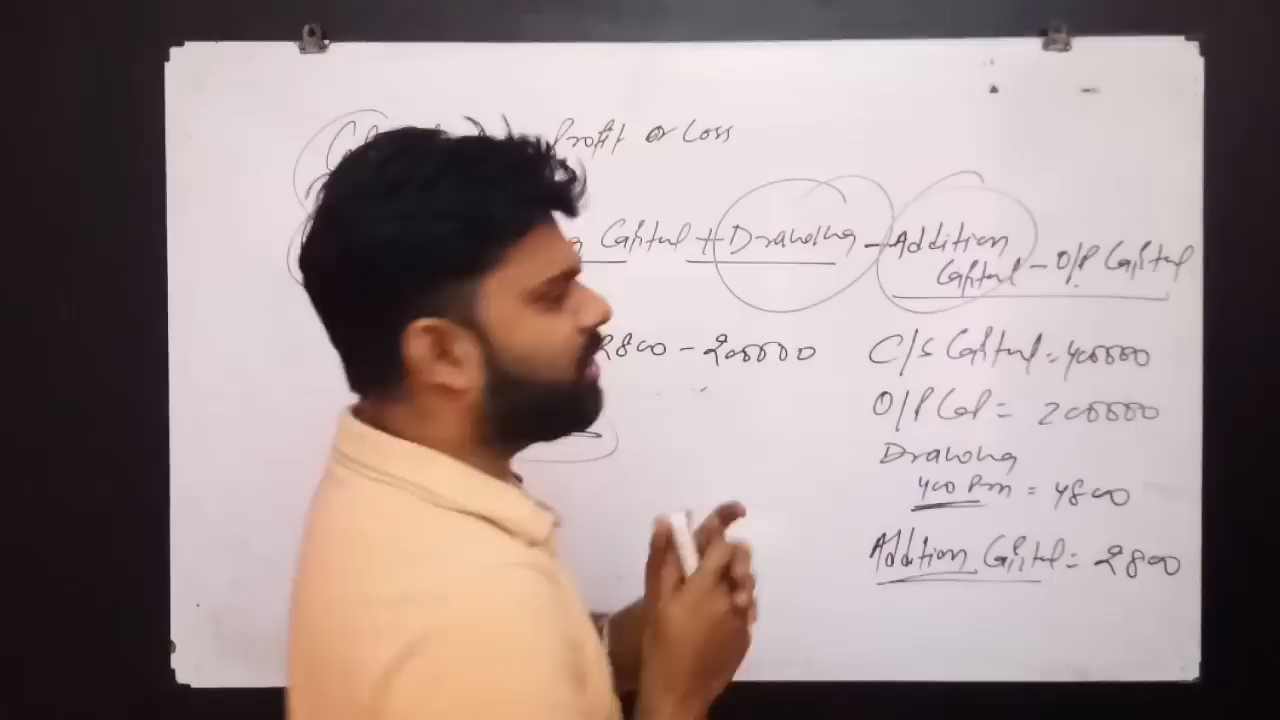 Profit or Loss
Capital + Drawing - Addition
Capital - O/P Capital
2800 - 200000
C/s Capital = 400000
O/P Cap = 200000
Drawing
400 Pm = 4800
Addition Capital = 2800